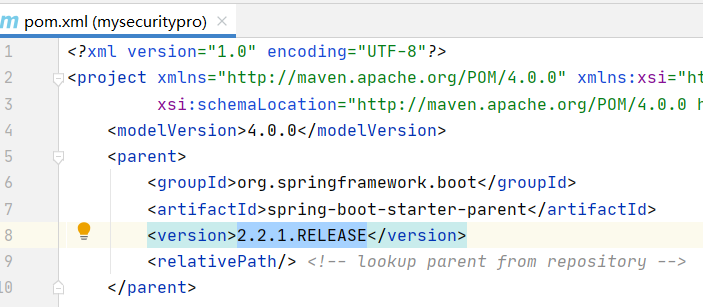 m pom.xml (mysecuritypro) ×
1 <?xml version="1.0" encoding="UTF-8"?>
2 <project xmlns="http://maven.apache.org/POM/4.0.0" xmlns:xsi="ht
3 xsi:schemaLocation="http://maven.apache.org/POM/4.0.0 h
4 <modelVersion>4.0.0</modelVersion>
5 <parent>
6 <groupId>org.springframework.boot</groupId>
7 <artifactId>spring-boot-starter-parent</artifactId>
8 <version>2.2.1.RELEASE</version>
9 <relativePath/> <!-- lookup parent from repository -->
10 </parent>